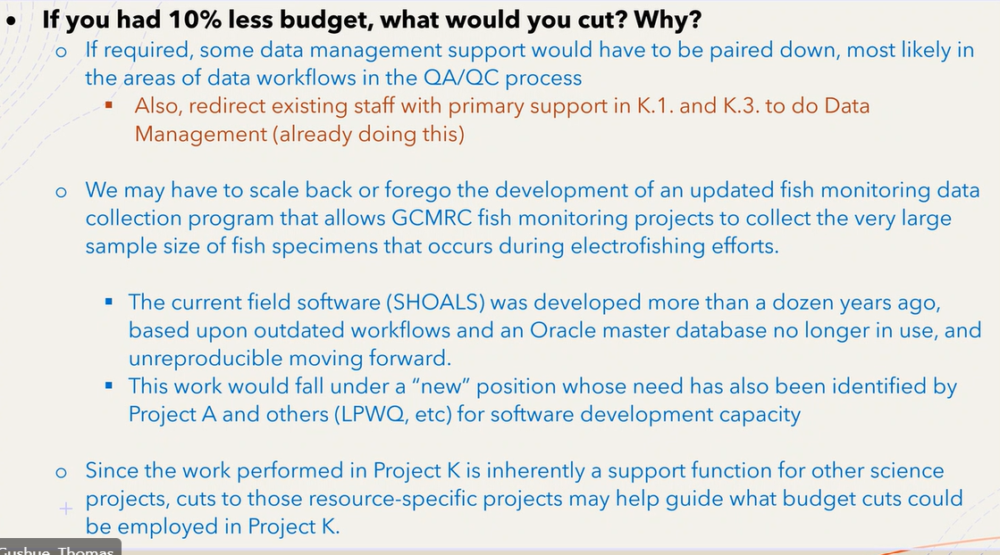 • If you had 10% less budget, what would you cut? Why?
o If required, some data management support would have to be paired down, most likely in
the areas of data workflows in the QA/QC process
▪ Also, redirect existing staff with primary support in K.1. and K.3. to do Data
Management (already doing this)
o We may have to scale back or forego the development of an updated fish monitoring data
collection program that allows GCMRC fish monitoring projects to collect the very large
sample size of fish specimens that occurs during electrofishing efforts.
▪ The current field software (SHOALS) was developed more than a dozen years ago,
based upon outdated workflows and an Oracle master database no longer in use, and
unreproducible moving forward.
▪ This work would fall under a “new” position whose need has also been identified by
Project A and others (LPWQ, etc) for software development capacity
o Since the work performed in Project K is inherently a support function for other science
projects, cuts to those resource-specific projects may help guide what budget cuts could
be employed in Project K.
Gushue, Thomas